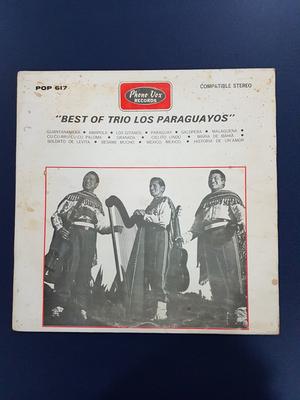 POP 617
Phono Vox
RECORDS
COMPATIBLE STEREO
"BEST OF TRIO LOS PARAGUAYOS"
GUANTANAMERA • AMAPOLA • LOS GITANOS • PARAGUAY • GALOPERA • MALAGUENA •
CU-CU-RRU-CU-CU PALOMA • GRANADA • CIELITO LINDO • MARIA DE BAHIA •
SOLDITO DE LEVITA • BESAME MUCHO • MEXICO, MEXICO • HISTORIA DE UN AMOR